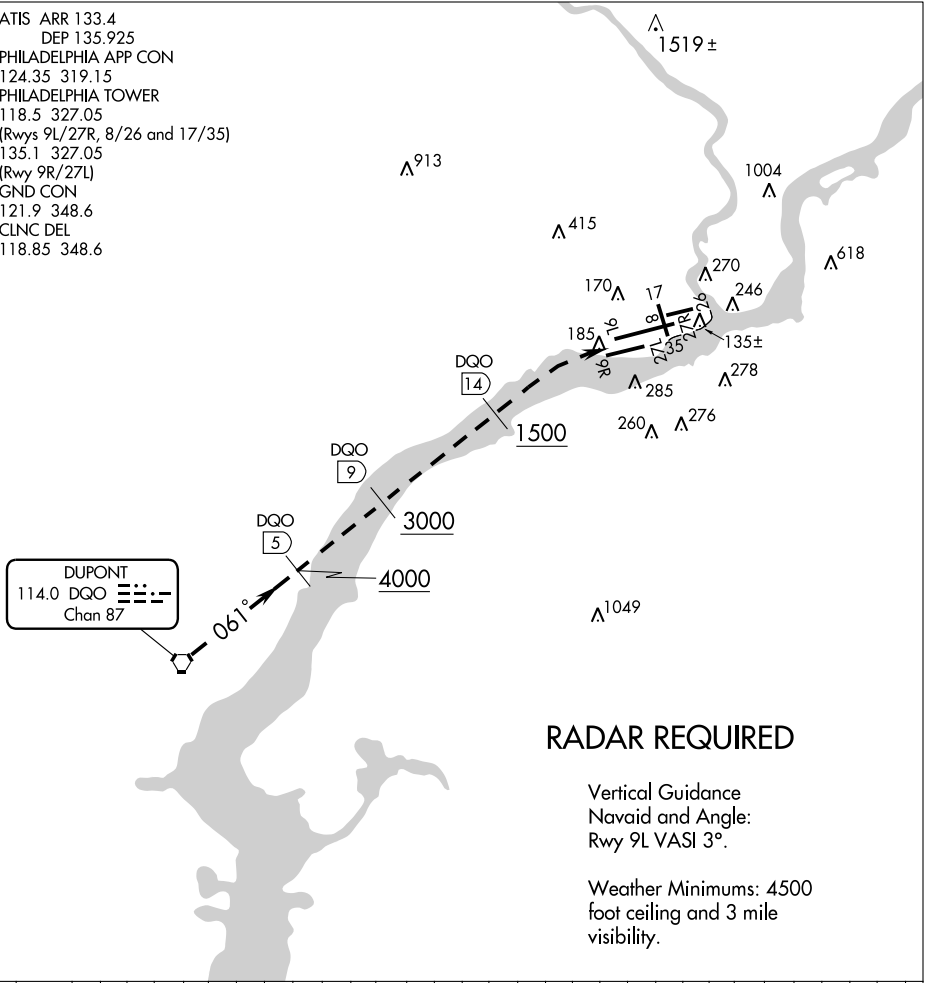 ATIS ARR 133.4
DEP 135.925
PHILADELPHIA APP CON
124.35 319.15
PHILADELPHIA TOWER
118.5 327.05
(Rwys 9L/27R, 8/26 and 17/35)
135.1 327.05
(Rwy 9R/27L)
GND CON
121.9 348.6
CLNC DEL
118.85 348.6
1519 ±
913
1004
415
618
270
170
17
246
26
8
9L
27R
185
135±
35
27L
9R
DQO
14
278
285
260
276
1500
DQO
9
3000
DQO
5
4000
DUPONT
114.0 DQO
Chan 87
061°
1049
RADAR REQUIRED
Vertical Guidance
Navaid and Angle:
Rwy 9L VASI 3°.
Weather Minimums: 4500
foot ceiling and 3 mile
visibility.